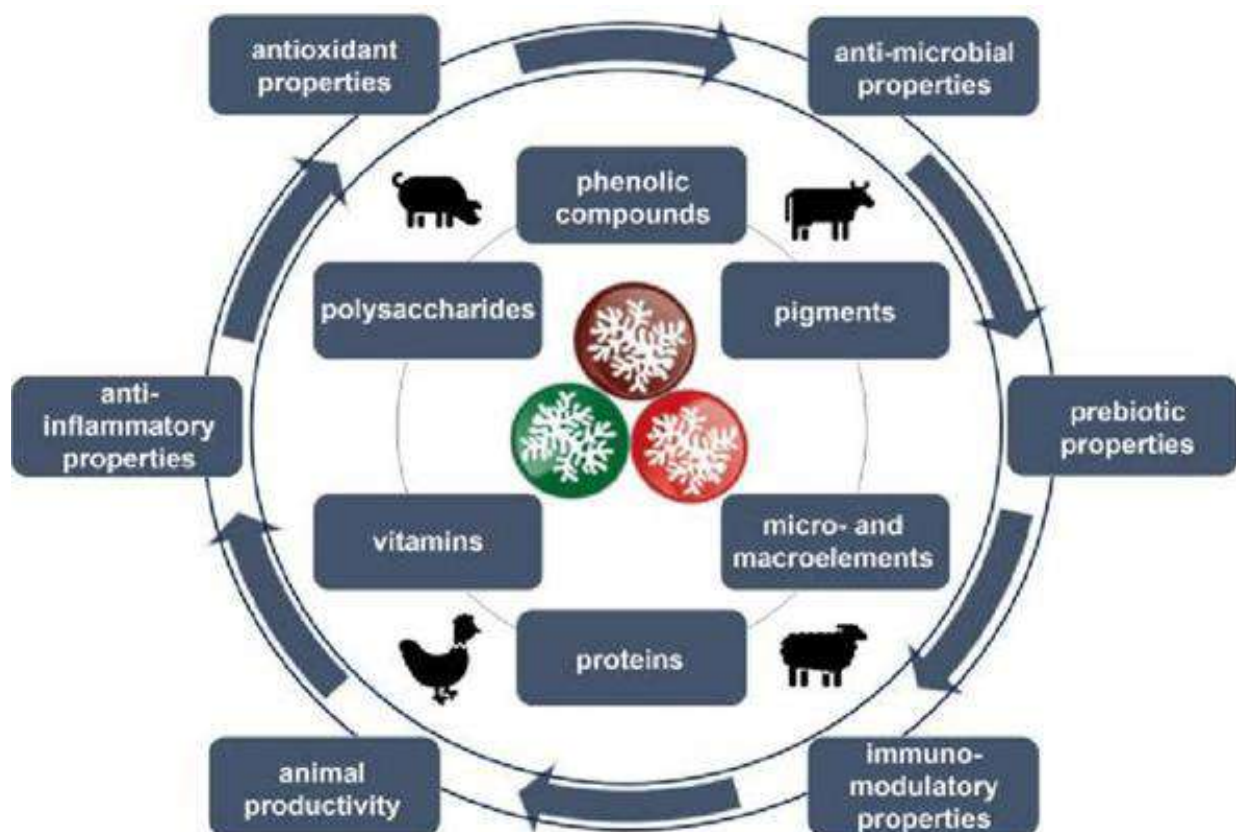 antioxidant
properties
anti-microbial
properties
phenolic
compounds
polysaccharides
pigments
anti-
inflammatory
properties
prebiotic
properties
vitamins
micro- and
macroelements
proteins
animal
productivity
immuno-
modulatory
properties